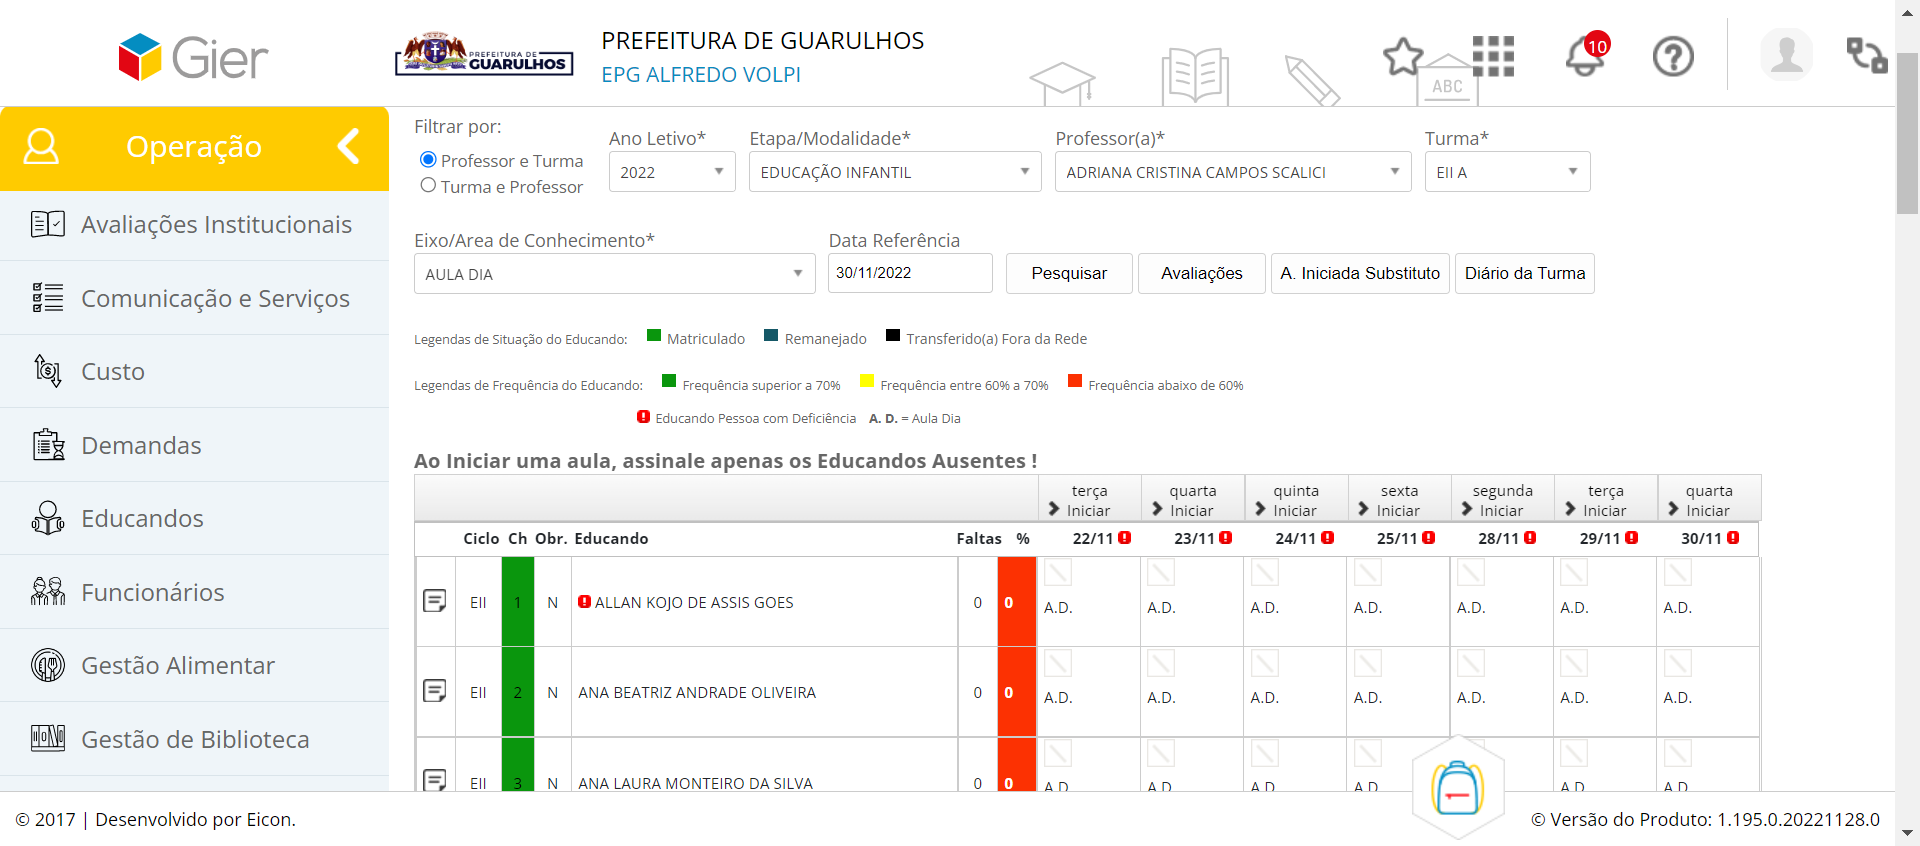 Gier
PREFEITURA DE GUARULHOS
PREFEITURA DE GUARULHOS
EPG ALFREDO VOLPI
ABC
10
Operação
Avaliações Institucionais
Comunicação e Serviços
Custo
Demandas
Educandos
Funcionários
Gestão Alimentar
Gestão de Biblioteca
Filtrar por:
Professor e Turma
Turma e Professor
Ano Letivo*
2022
Etapa/Modalidade*
EDUCAÇÃO INFANTIL
Professor(a)*
ADRIANA CRISTINA CAMPOS SCALICI
Turma*
EII A
Eixo/Area de Conhecimento*
AULA DIA
Data Referência
30/11/2022
Pesquisar
Avaliações
A. Iniciada Substituto
Diário da Turma
Legendas de Situação do Educando: Matriculado Remanejado Transferido(a) Fora da Rede
Legendas de Frequência do Educando: Frequência superior a 70% Frequência entre 60% a 70% Frequência abaixo de 60%
Educando Pessoa com Deficiência A. D. = Aula Dia
Ao Iniciar uma aula, assinale apenas os Educandos Ausentes !
terça quarta quinta sexta segunda terça quarta
Iniciar Iniciar Iniciar Iniciar Iniciar Iniciar Iniciar
Ciclo Ch Obr. Educando Faltas % 22/11 23/11 24/11 25/11 28/11 29/11 30/11
EII 1 N ALLAN KOJO DE ASSIS GOES 0 0 A.D. A.D. A.D. A.D. A.D. A.D. A.D.
EII 2 N ANA BEATRIZ ANDRADE OLIVEIRA 0 0 A.D. A.D. A.D. A.D. A.D. A.D. A.D.
EII 3 N ANA LAURA MONTEIRO DA SILVA 0 0 A.D. A.D. A.D. A.D. A.D. A.D. A.D.
© 2017 | Desenvolvido por Eicon.
© Versão do Produto: 1.195.0.20221128.0